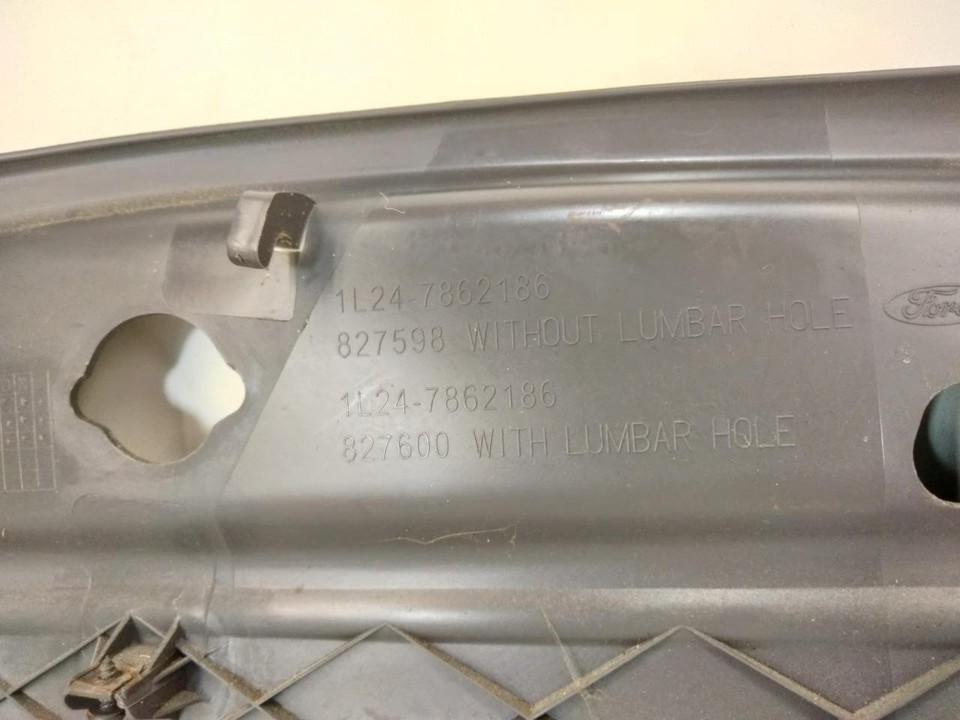 1L24-7862186
827598 WITHOUT LUMBAR HOLE
Ford
1L24-7862186
827600 WITH LUMBAR HOLE